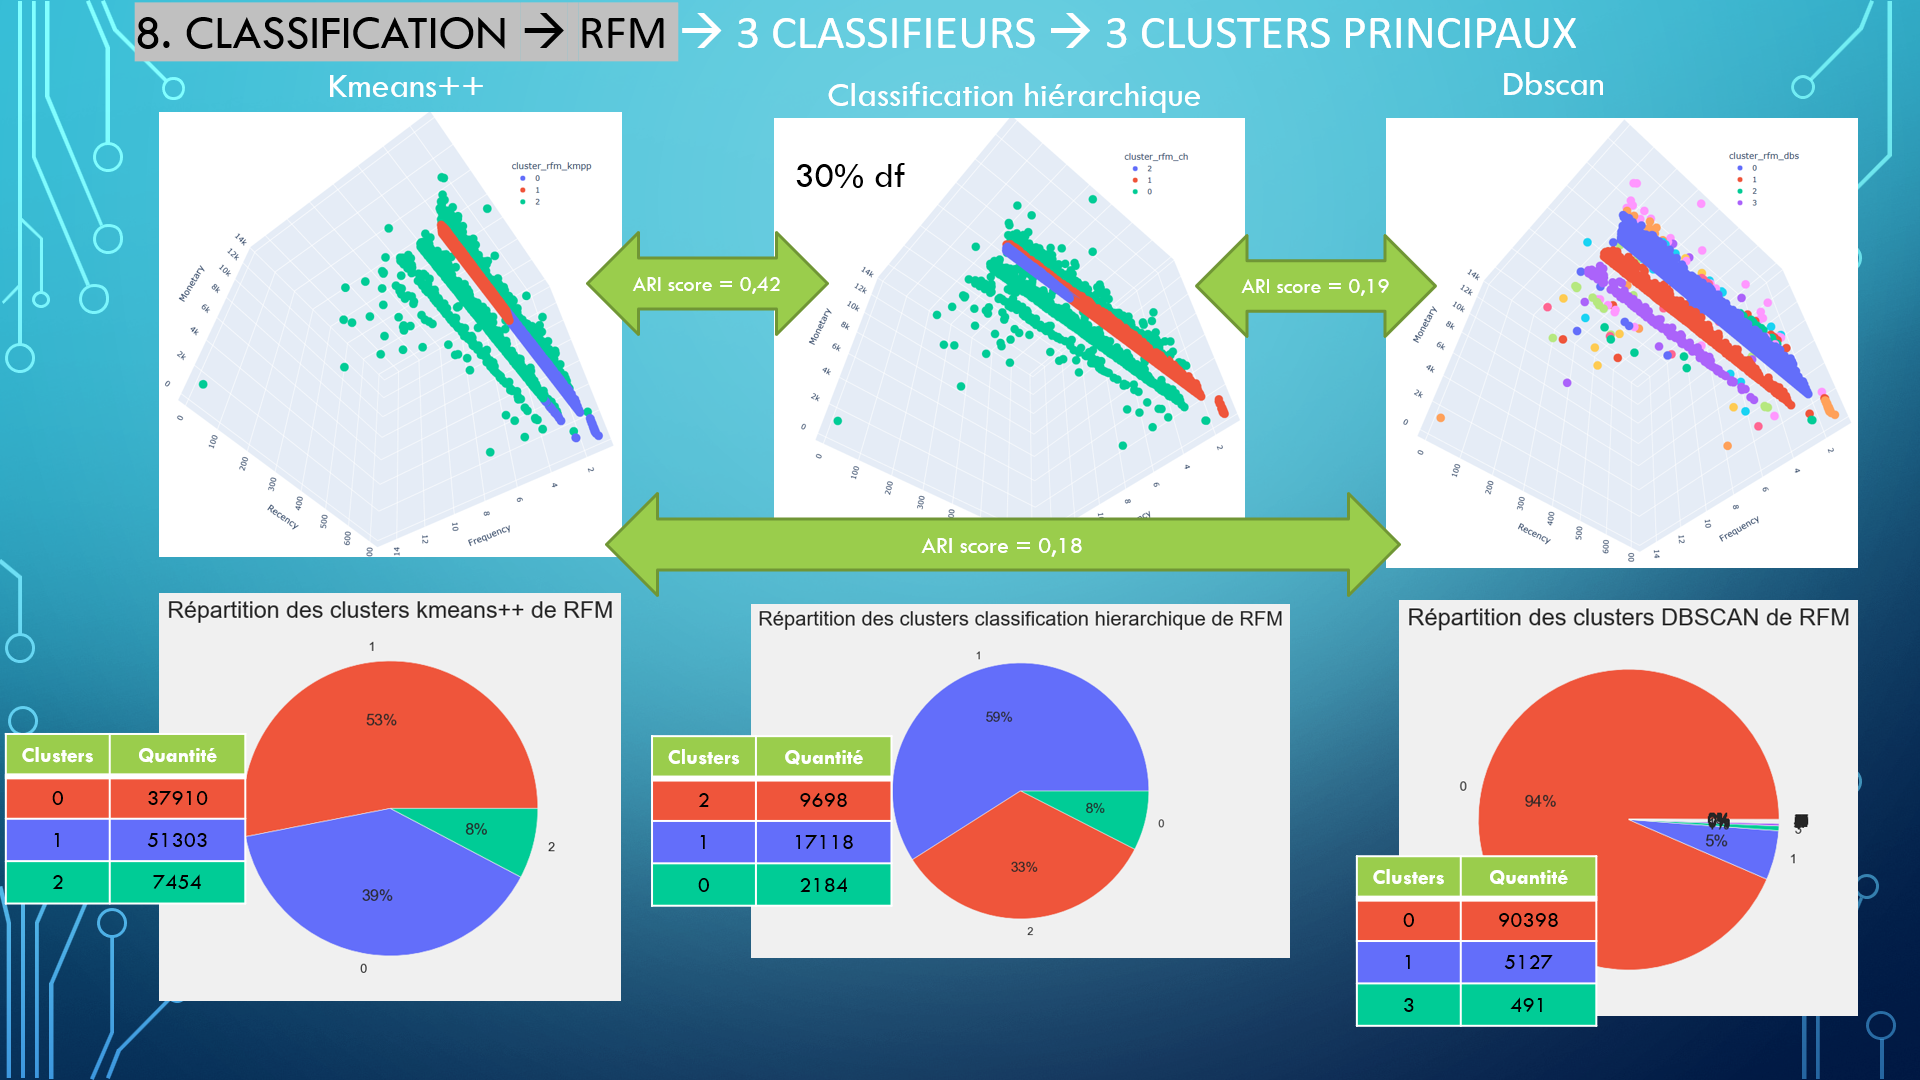 8. CLASSIFICATION → RFM → 3 CLASSIFIEURS → 3 CLUSTERS PRINCIPAUX
Kmeans++
Classification hiérarchique
Dbscan
cluster_rfm_kmpp
0
1
2
Monetary
14k
12k
10k
8k
6k
4k
2k
0
0
100
200
300
400
500
600
Recency
14
12
10
8
6
4
2
Frequency
ARI score = 0,42
30% df
cluster_rfm_ch
2
1
0
Monetary
14k
12k
10k
8k
6k
4k
2k
0
0
100
200
300
8
6
4
2
ARI score = 0,19
cluster_rfm_dbs
0
1
2
3
Monetary
14k
12k
10k
8k
6k
4k
2k
0
0
100
200
300
400
500
600
Recency
14
12
10
8
6
4
2
Frequency
ARI score = 0,18
Répartition des clusters kmeans++ de RFM
1
53%
8%
2
39%
0
Clusters Quantité
0 37910
1 51303
2 7454
Répartition des clusters classification hierarchique de RFM
1
59%
8%
0
33%
2
Clusters Quantité
2 9698
1 17118
0 2184
Répartition des clusters DBSCAN de RFM
0
94%
3
5%
1
Clusters Quantité
0 90398
1 5127
3 491